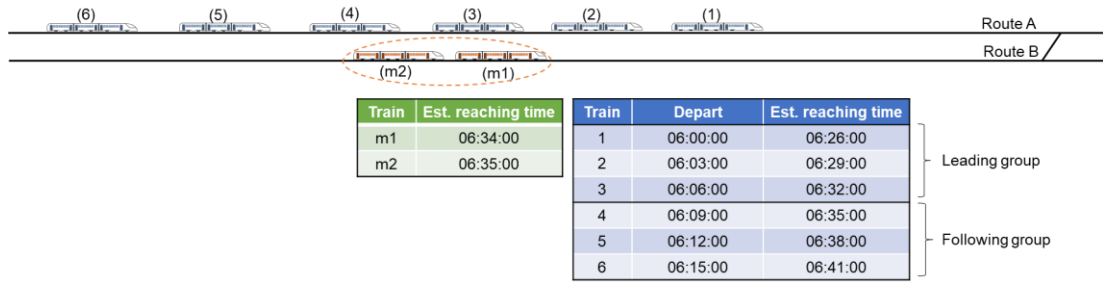 (6) (5) (4) (3) (2) (1)
Route A
Route B
(m2) (m1)
Train Est. reaching time
m1 06:34:00
m2 06:35:00
Train Depart Est. reaching time
1 06:00:00 06:26:00
2 06:03:00 06:29:00
3 06:06:00 06:32:00
4 06:09:00 06:35:00
5 06:12:00 06:38:00
6 06:15:00 06:41:00
Leading group
Following group